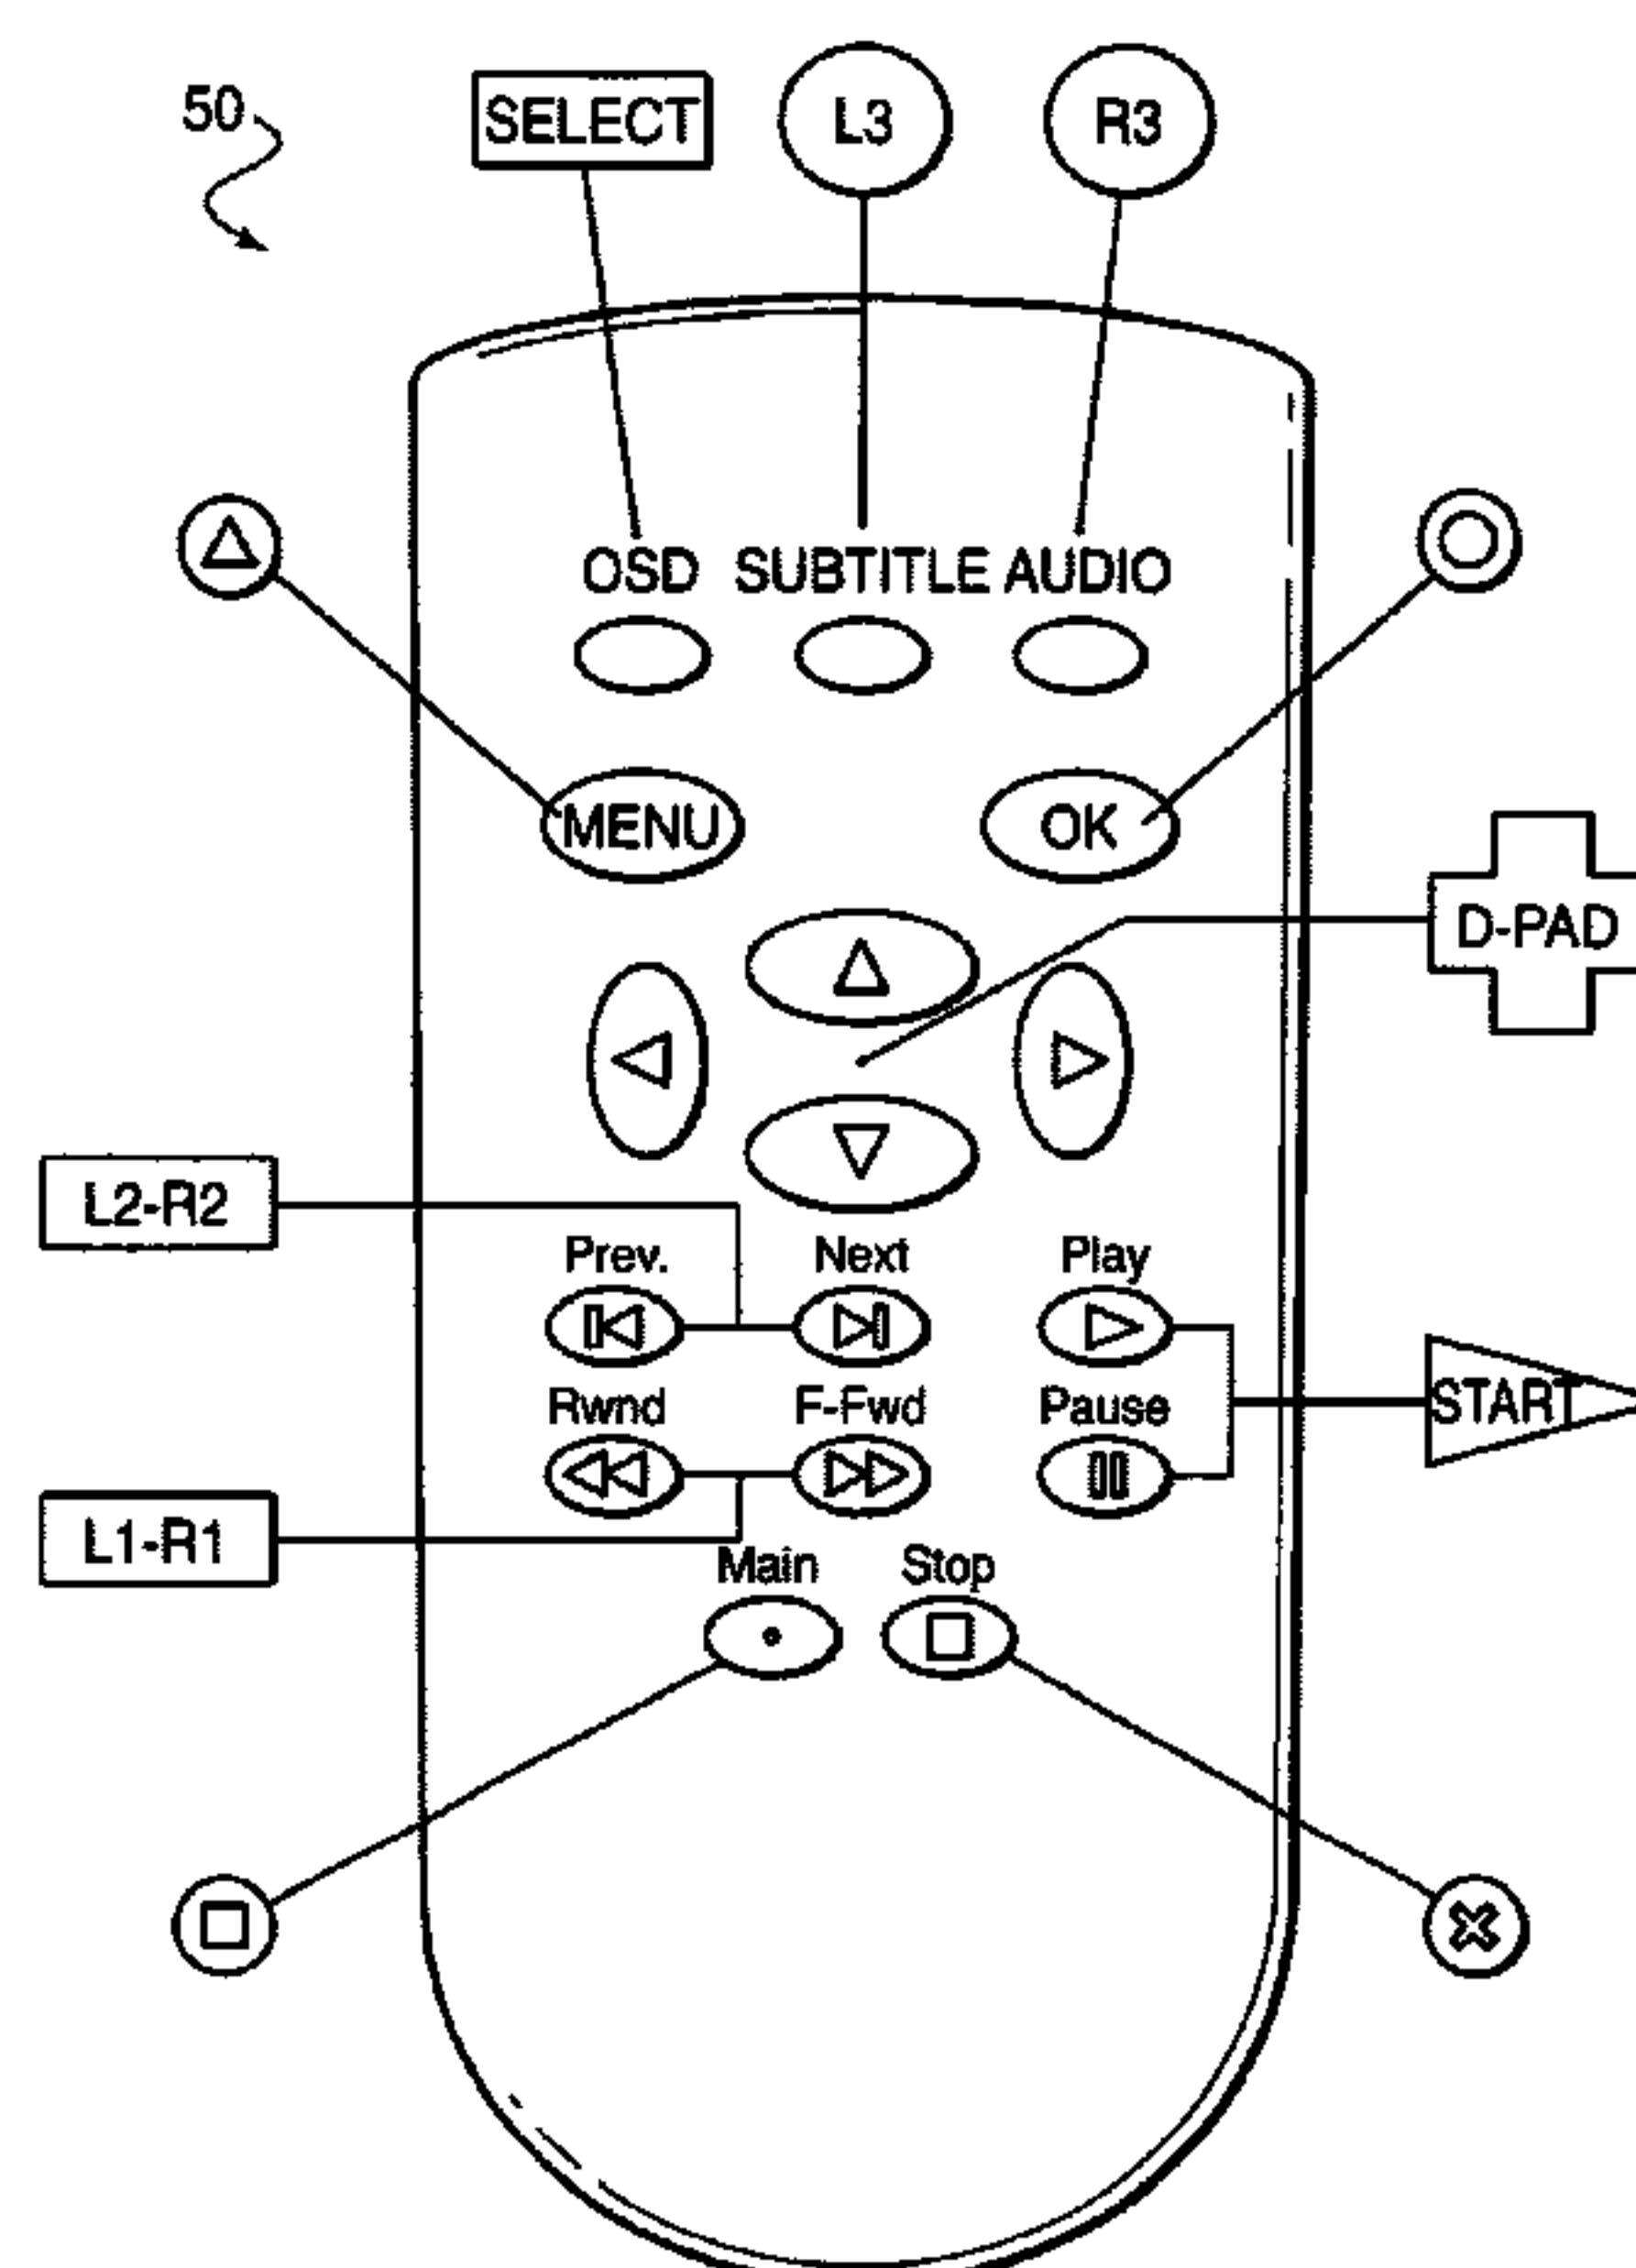 50
SELECT
L3
R3
OSD SUBTITLE AUDIO
MENU
OK
D-PAD
L2-R2
Prev.
Next
Play
Rwnd
F-Fwd
Pause
START
L1-R1
Main
Stop